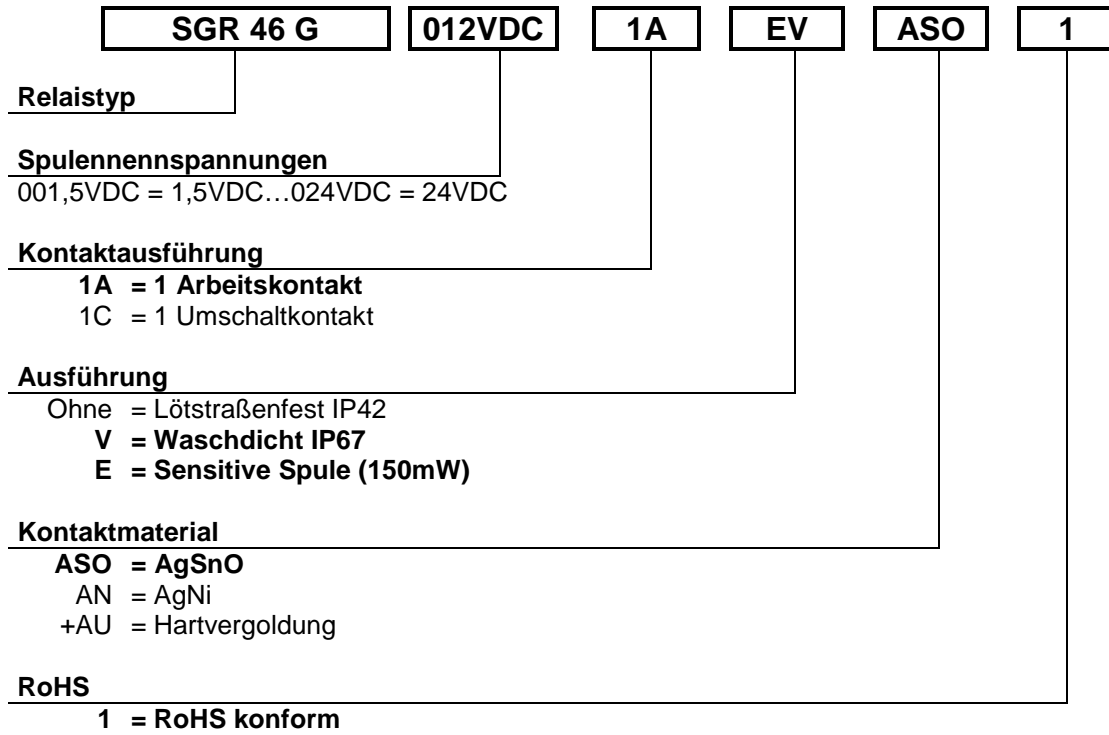 SGR 46 G 012VDC 1A EV ASO 1
Relaistyp
Spulennennspannungen
001,5VDC = 1,5VDC…024VDC = 24VDC
Kontaktausführung
1A = 1 Arbeitskontakt
1C = 1 Umschaltkontakt
Ausführung
Ohne = Lötstraßenfest IP42
V = Waschdicht IP67
E = Sensitive Spule (150mW)
Kontaktmaterial
ASO = AgSnO
AN = AgNi
+AU = Hartvergoldung
RoHS
1 = RoHS konform